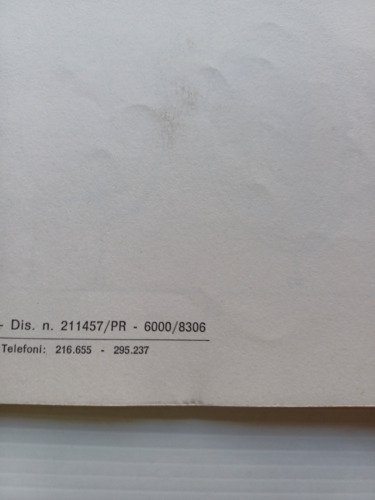 - Dis. n. 211457/PR - 6000/8306
Telefoni: 216.655 - 295.237